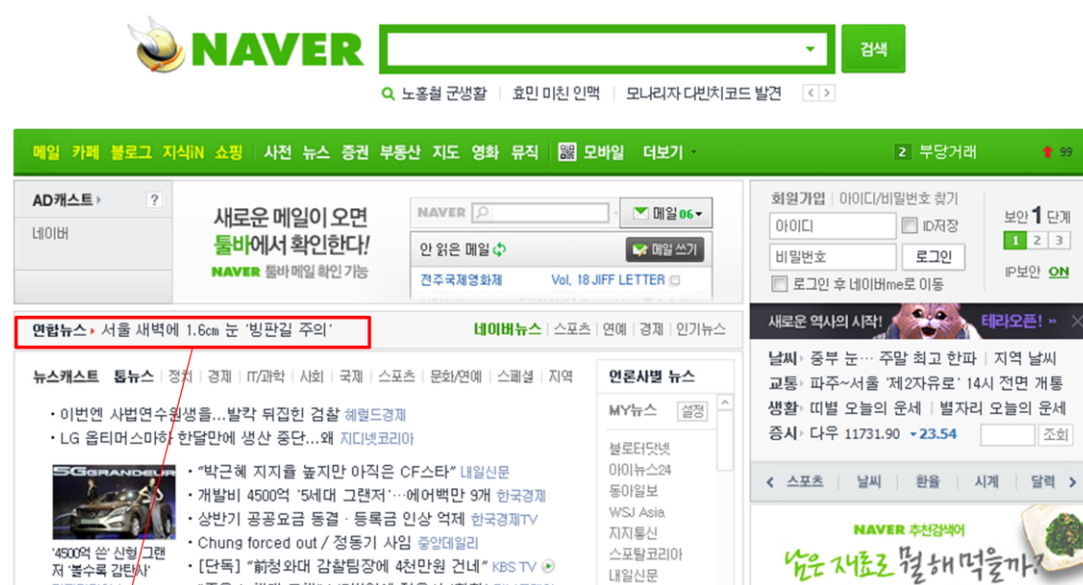 NAVER
검색
노홍철 군생활 | 효민 미친 인맥 | 모나리자 다빈치코드 발견
메일 카페 블로그 지식iN 쇼핑 사전 뉴스 증권 부동산 지도 영화 뮤직 모바일 더보기
2 부당거래 99
AD캐스트 ?
네이버
새로운 메일이 오면
툴바에서 확인한다!
NAVER 툴바 메일 확인 기능
NAVER 메일 06
안 읽은 메일 메일 쓰기
전주국제영화제 Vol. 18 JIFF LETTER
회원가입 | 아이디/비밀번호 찾기
아이디 ID저장
비밀번호 로그인
로그인 후 네이버me로 이동
보안 1 단계
1 2 3
IP보안 ON
연합뉴스 서울 새벽에 1.6㎝ 눈 '빙판길 주의'
네이버뉴스 | 스포츠 | 연예 | 경제 | 인기뉴스
새로운 역사의 시작! 테라오픈! »
뉴스캐스트 톱뉴스 | 정치 | 경제 | IT/과학 | 사회 | 국제 | 스포츠 | 문화/연예 | 스페셜 | 지역
· 이번엔 사법연수원생을...발칵 뒤집힌 검찰 헤럴드경제
· LG 옵티머스마하 한달만에 생산 중단...왜 지디넷코리아
5G GRANDEUR
'4500억 쓴' 신형 그랜
저 '볼수록 감탄사'
· "박근혜 지지율 높지만 아직은 CF스타" 내일신문
· 개발비 4500억 '5세대 그랜저'…에어백만 9개 한국경제
· 상반기 공공요금 동결 · 등록금 인상 억제 한국경제TV
· Chung forced out / 정동기 사임 중앙데일리
· [단독] "前청와대 감찰팀장에 4천만원 건네" KBS TV
언론사별 뉴스
MY뉴스 설정
블로터닷넷
아이뉴스24
동아일보
WSJ Asia
지지통신
스포탈코리아
내일신문
날씨 중부 눈… 주말 최고 한파 | 지역 날씨
교통 파주~서울 '제2자유로' 14시 전면 개통
생활 띠별 오늘의 운세 | 별자리 오늘의 운세
증시 다우 11731.90 23.54 조회
스포츠 | 날씨 | 환율 | 시계 | 달력
NAVER 추천검색어
남은 재료로 뭘 해 먹을까?